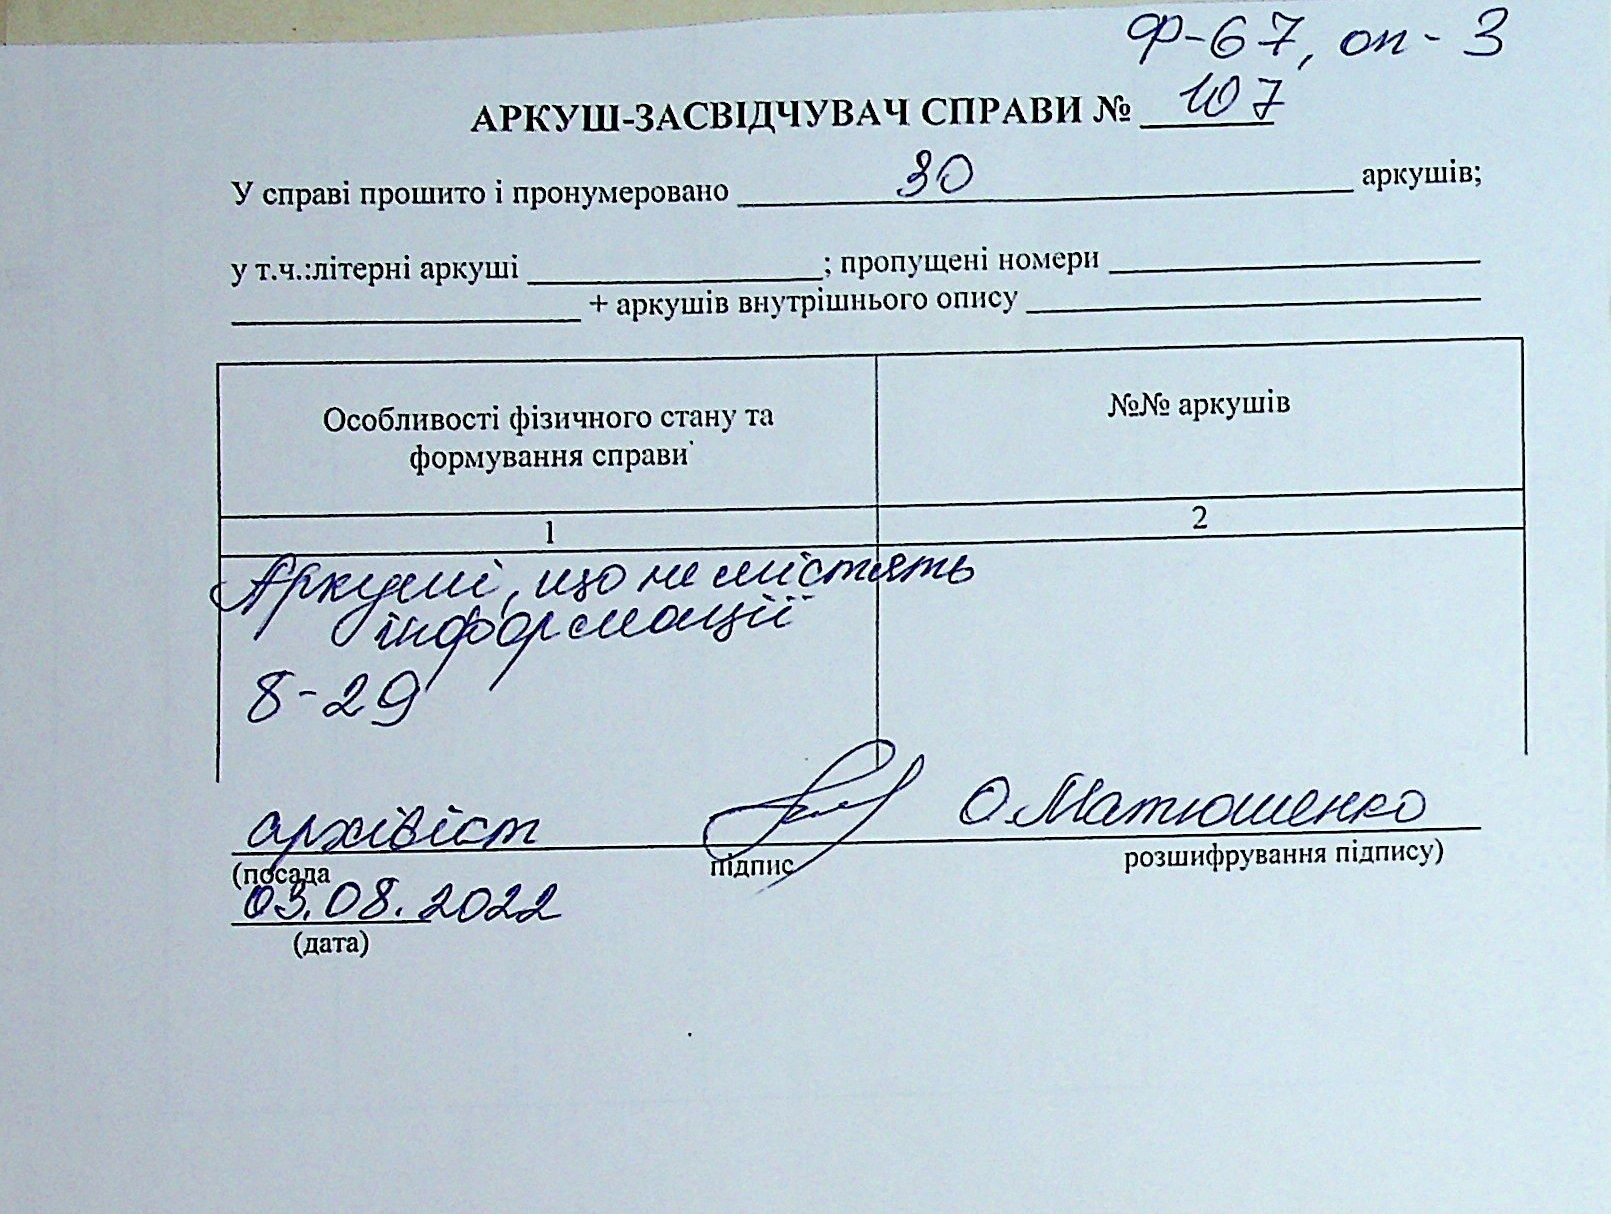 Ф-67, оп - 3
АРКУШ-ЗАСВІДЧУВАЧ СПРАВИ № 107
У справі прошито і пронумеровано 30 аркушів;
у т.ч.:літерні аркуші ; пропущені номери
+ аркушів внутрішнього опису
Особливості фізичного стану та
формування справи
№№ аркушів
1 2
Аркуші, що не містять
інформації
8-29
архівіст О.Матюшенко
(посада підпис розшифрування підпису)
03.08.2022
(дата)